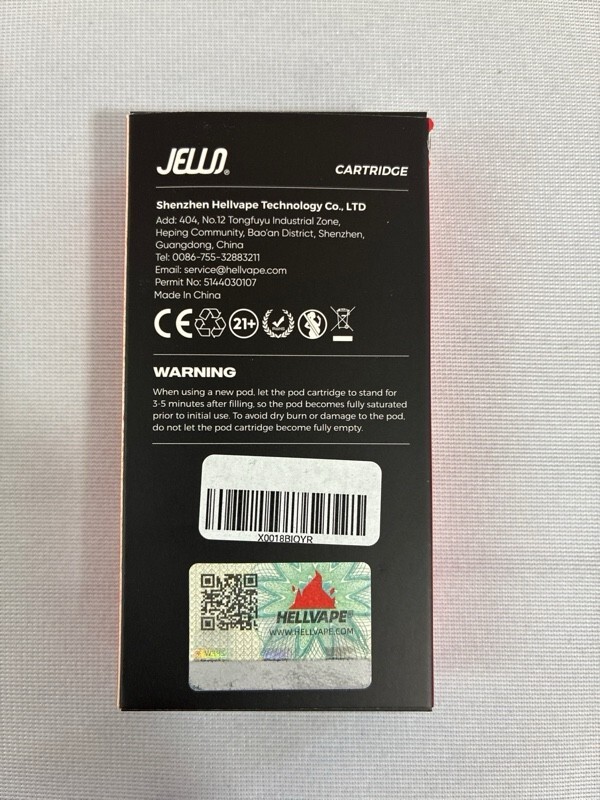 JELLO®
CARTRIDGE
Shenzhen Hellvape Technology Co., LTD
Add: 404, No.12 Tongfuyu Industrial Zone,
Heping Community, Bao'an District, Shenzhen,
Guangdong, China
Tel: 0086-755-32883211
Email: service@hellvape.com
Permit No: 5144030107
Made In China
CE
21+
WARNING
When using a new pod, let the pod cartridge to stand for
3-5 minutes after filling, so the pod becomes fully saturated
prior to initial use. To avoid dry burn or damage to the pod,
do not let the pod cartridge become fully empty.
X0018BIQYR
HELLVAPE®
WWW.HELLVAPE.COM